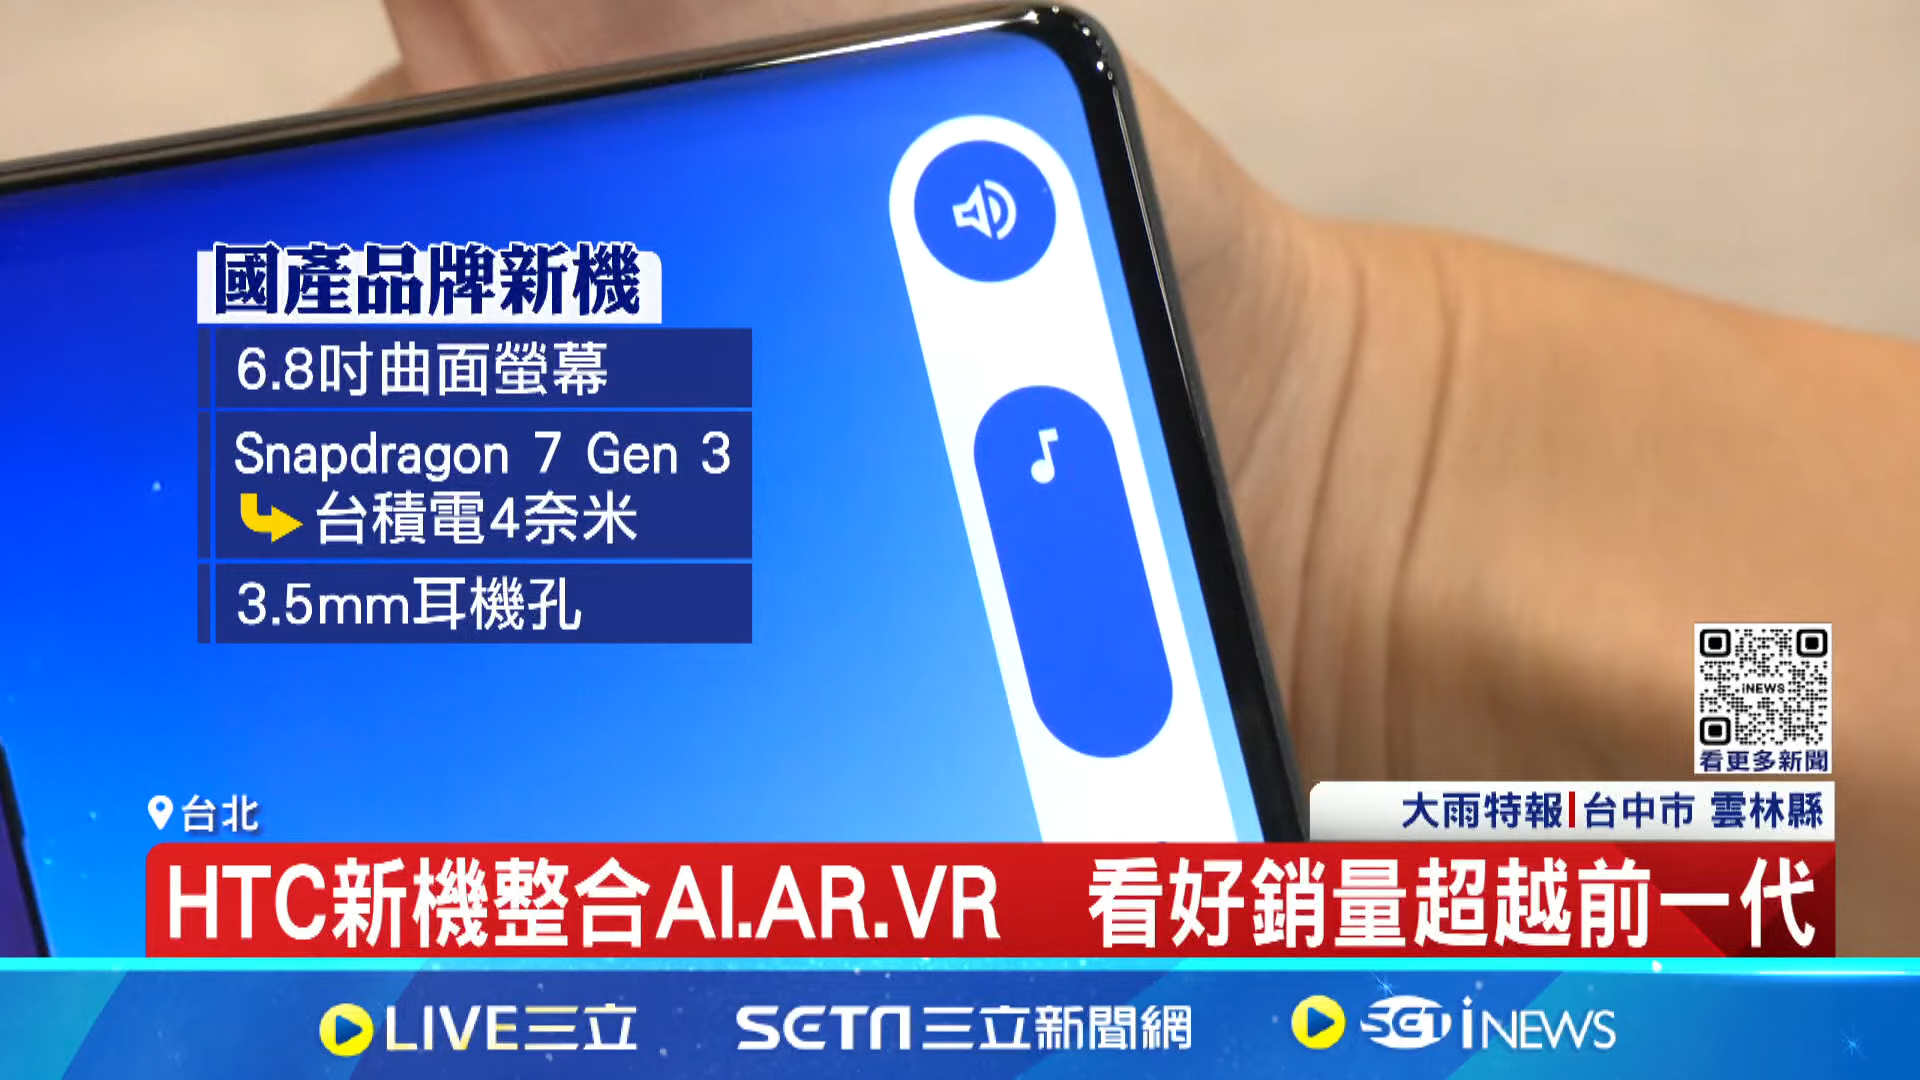 國產品牌新機
6.8吋曲面螢幕
Snapdragon 7 Gen 3
台積電4奈米
3.5mm耳機孔
iNEWS
看更多新聞
台北
大雨特報 台中市 雲林縣
HTC新機整合AI.AR.VR 看好銷量超越前一代
LIVE三立 SETN三立新聞網 SET iNEWS